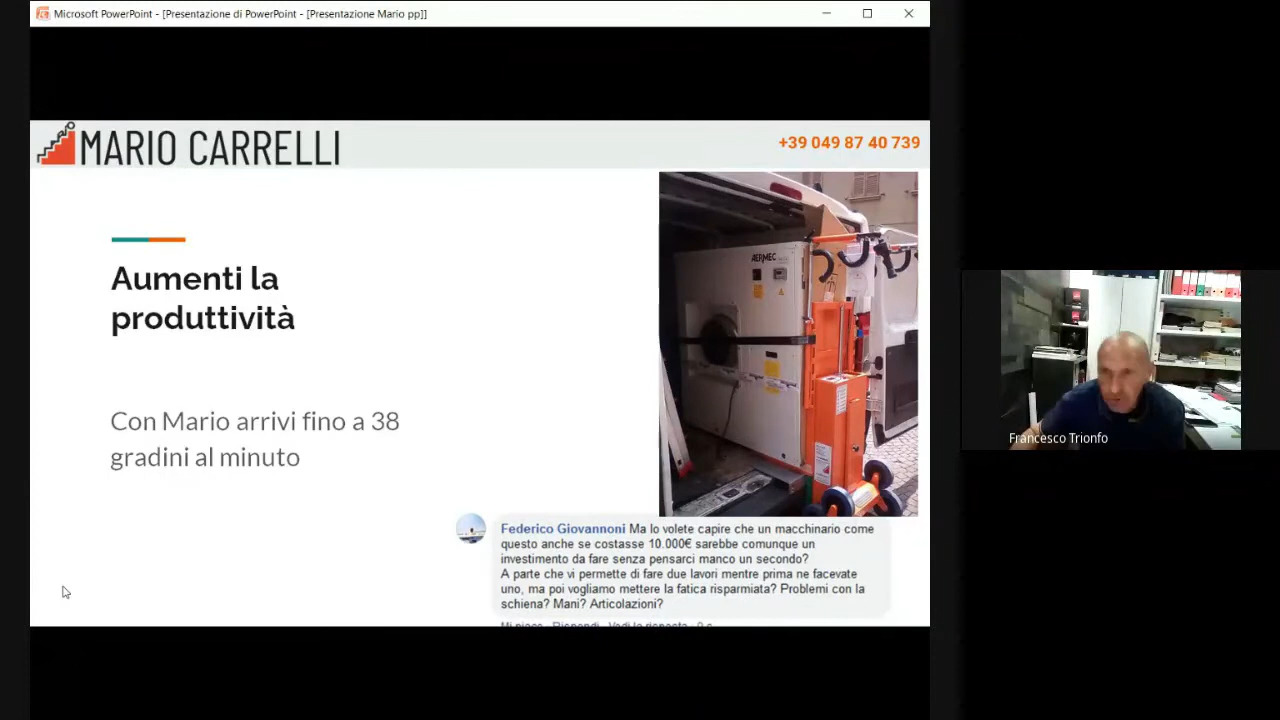 Microsoft PowerPoint - [Presentazione di PowerPoint - [Presentazione Mario pp]]
MARIO CARRELLI
+39 049 87 40 739
Aumenti la
produttività
Con Mario arrivi fino a 38
gradini al minuto
AERMEC
Federico Giovannoni Ma lo volete capire che un macchinario come
questo anche se costasse 10.000€ sarebbe comunque un
investimento da fare senza pensarci manco un secondo?
A parte che vi permette di fare due lavori mentre prima ne facevate
uno, ma poi vogliamo mettere la fatica risparmiata? Problemi con la
schiena? Mani? Articolazioni?
Francesco Trionfo